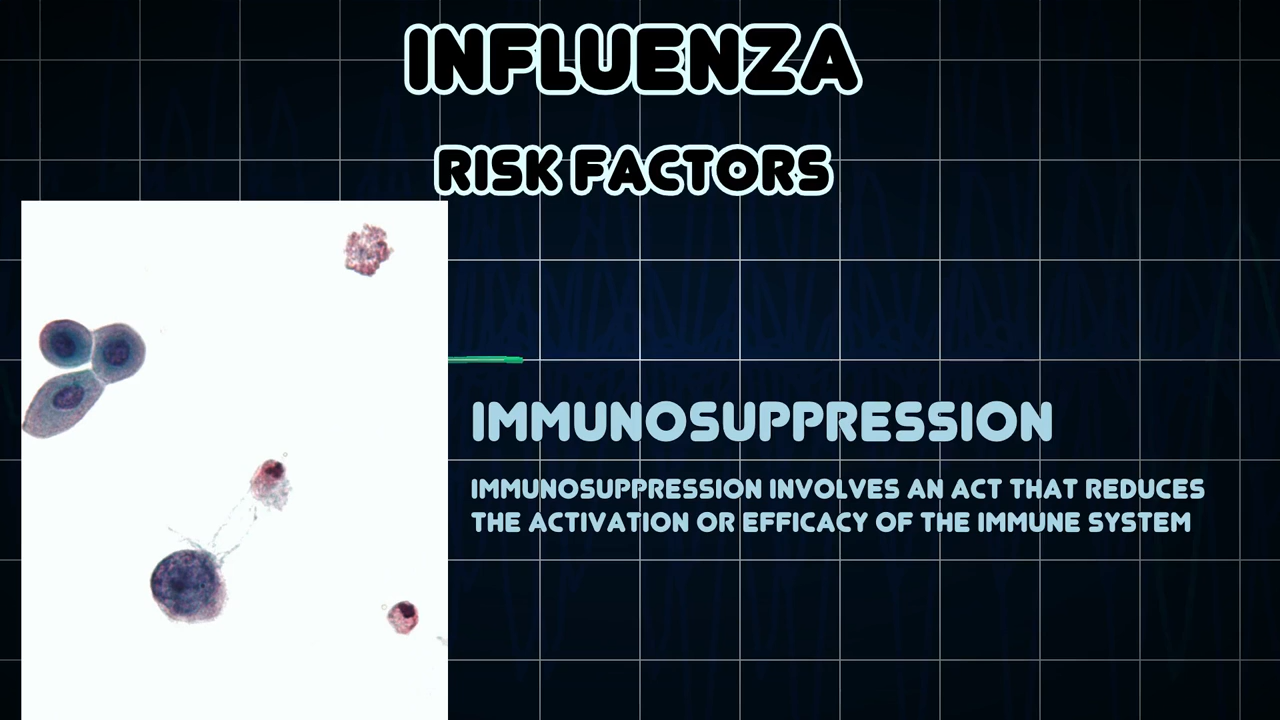 INFLUENZA
RISK FACTORS
IMMUNOSUPPRESSION
IMMUNOSUPPRESSION INVOLVES AN ACT THAT REDUCES
THE ACTIVATION OR EFFICACY OF THE IMMUNE SYSTEM